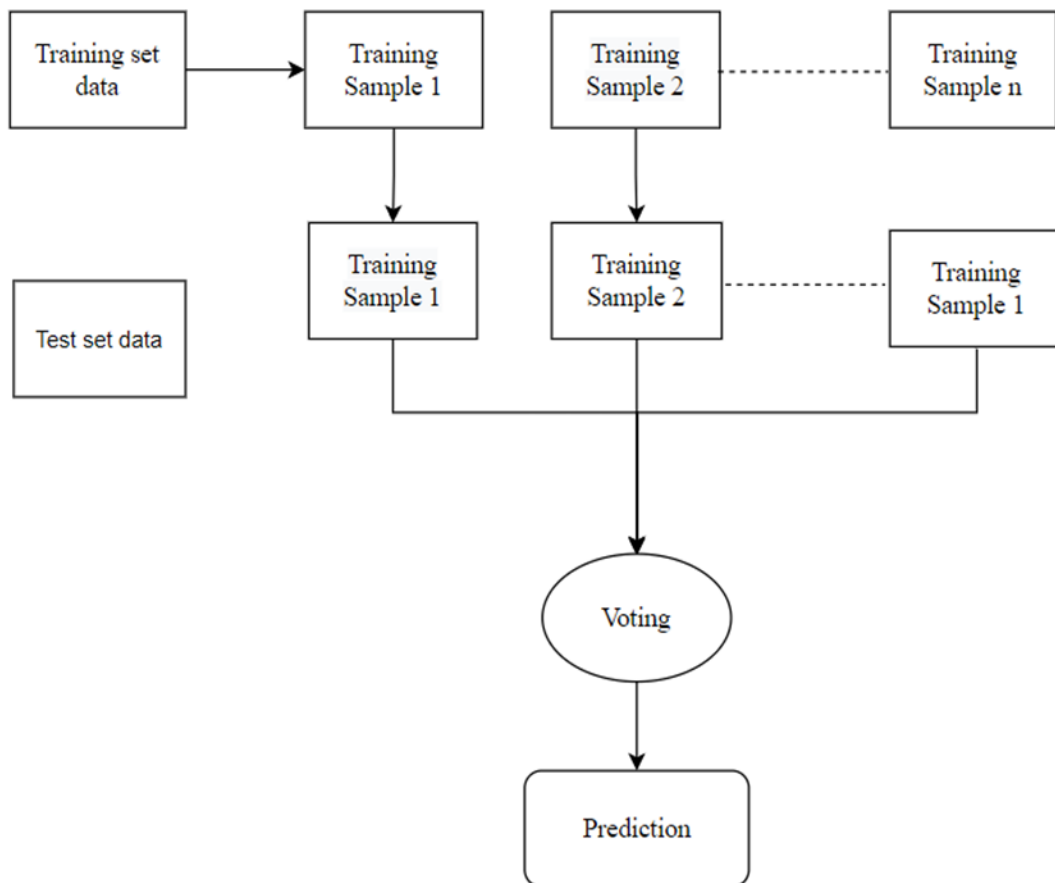 Training set
data
Training
Sample 1
Training
Sample 2
Training
Sample n
Training
Sample 1
Training
Sample 2
Training
Sample 1
Test set data
Voting
Prediction